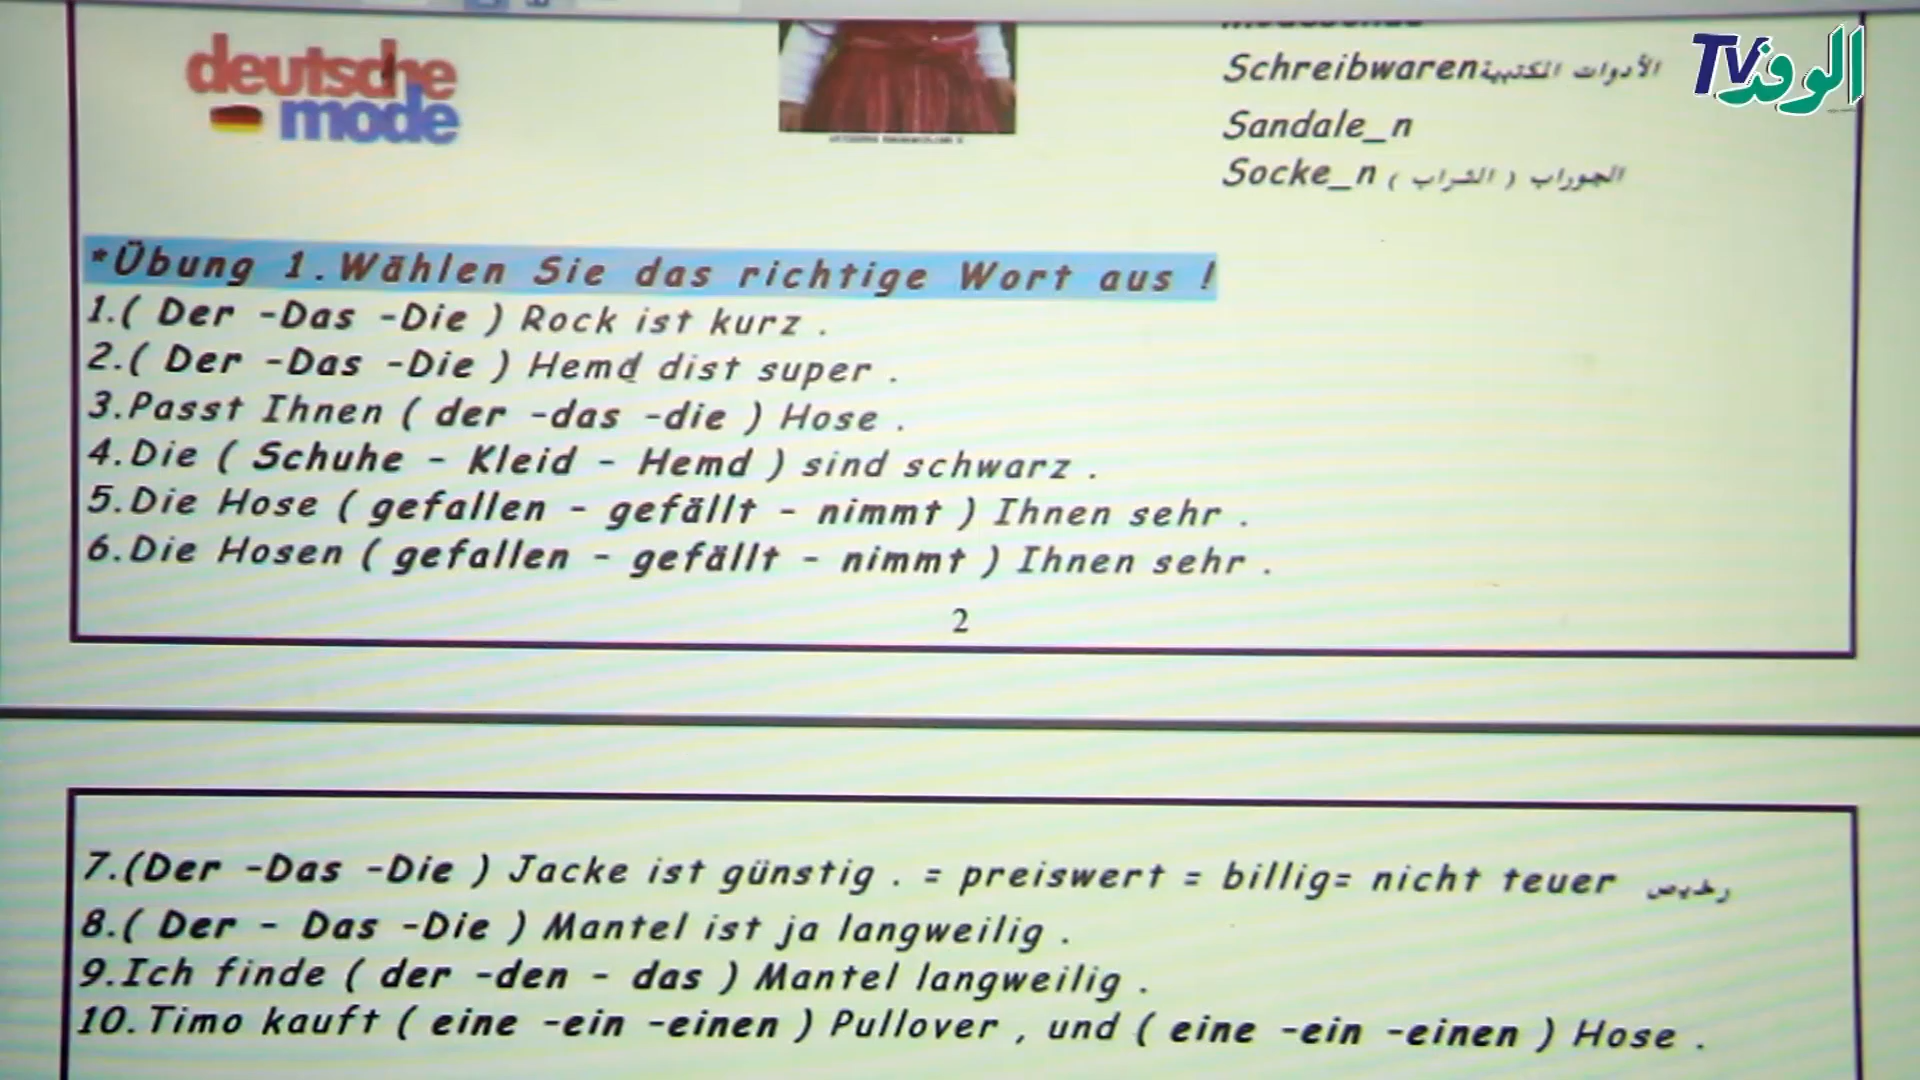 deutsche
mode
Schreibwaren الأدوات المكتبية
Sandale_n
Socke_n الجوراب ( الشراب )
TV الوفد
*Übung 1.Wählen Sie das richtige Wort aus !
1.( Der -Das -Die ) Rock ist kurz .
2.( Der -Das -Die ) Hemd dist super .
3.Passt Ihnen ( der -das -die ) Hose .
4.Die ( Schuhe - Kleid - Hemd ) sind schwarz .
5.Die Hose ( gefallen - gefällt - nimmt ) Ihnen sehr .
6.Die Hosen ( gefallen - gefällt - nimmt ) Ihnen sehr .
2
7.(Der -Das -Die ) Jacke ist günstig . = preiswert = billig= nicht teuer رخيص
8.( Der - Das -Die ) Mantel ist ja langweilig .
9.Ich finde ( der -den - das ) Mantel langweilig .
10.Timo kauft ( eine -ein -einen ) Pullover , und ( eine -ein -einen ) Hose .